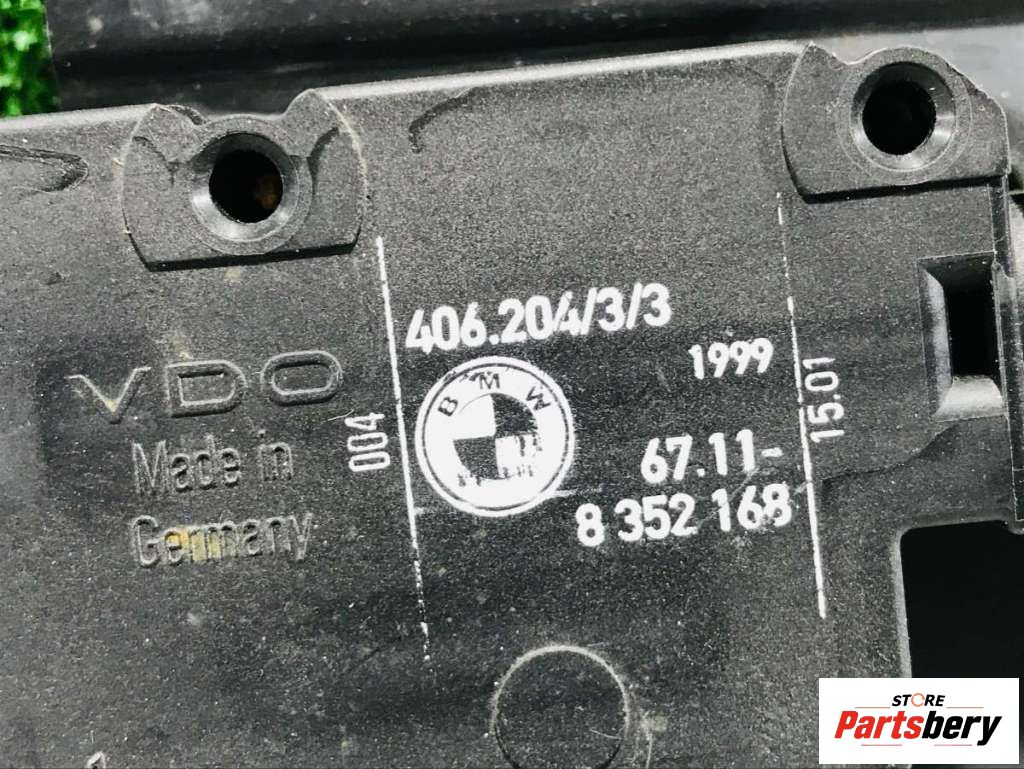 406.204/3/3
1999
VDO
Made in
Germany
004
BMW
15.01
67.11-
8 352 168
STORE
Partsbery